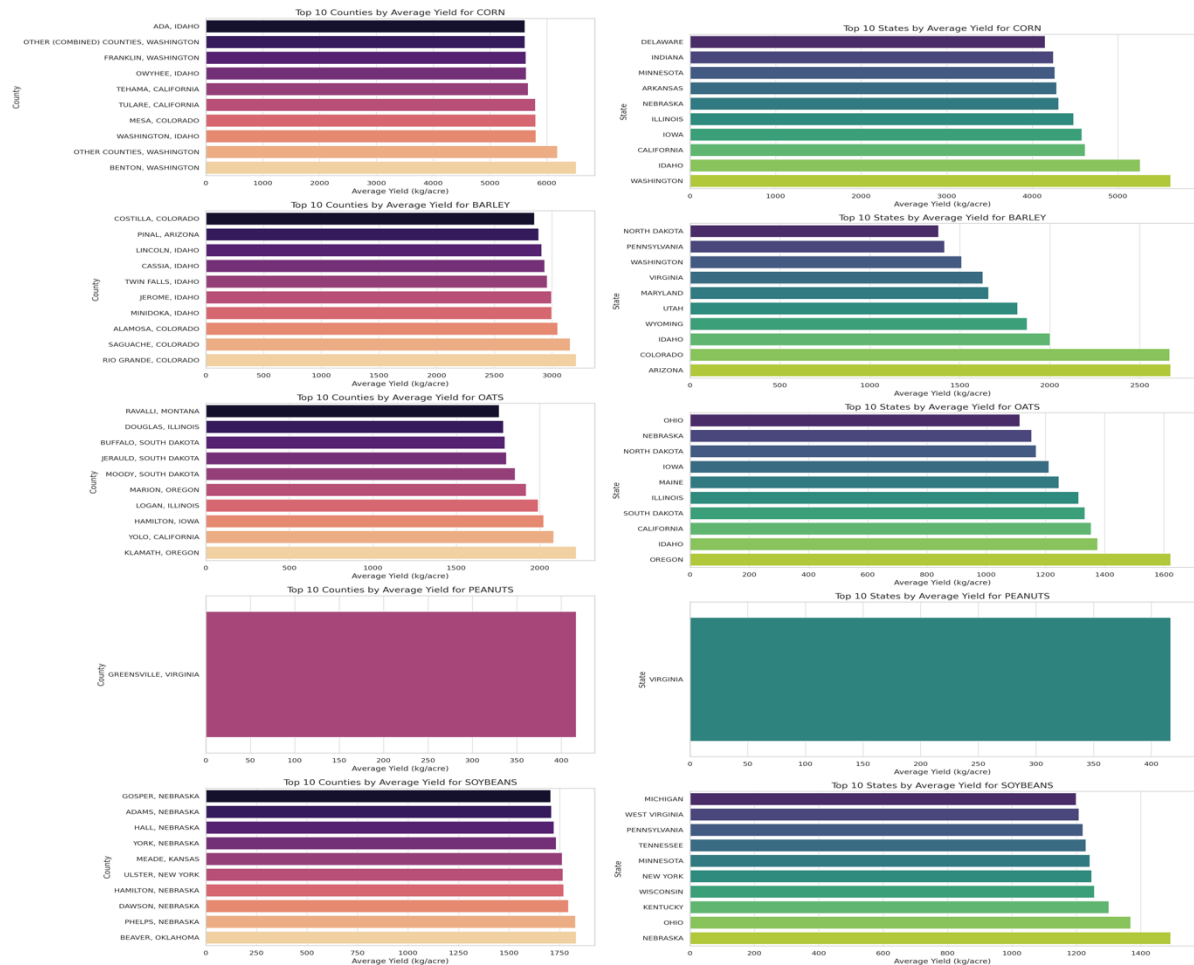 Top 10 Counties by Average Yield for CORN
County
ADA, IDAHO
OTHER (COMBINED) COUNTIES, WASHINGTON
FRANKLIN, WASHINGTON
OWYHEE, IDAHO
TEHAMA, CALIFORNIA
TULARE, CALIFORNIA
MESA, COLORADO
WASHINGTON, IDAHO
OTHER COUNTIES, WASHINGTON
BENTON, WASHINGTON
0 1000 2000 3000 4000 5000 6000
Average Yield (kg/acre)
Top 10 States by Average Yield for CORN
State
DELAWARE
INDIANA
MINNESOTA
ARKANSAS
NEBRASKA
ILLINOIS
IOWA
CALIFORNIA
IDAHO
WASHINGTON
0 1000 2000 3000 4000 5000
Average Yield (kg/acre)
Top 10 Counties by Average Yield for BARLEY
County
COSTILLA, COLORADO
PINAL, ARIZONA
LINCOLN, IDAHO
CASSIA, IDAHO
TWIN FALLS, IDAHO
JEROME, IDAHO
MINIDOKA, IDAHO
ALAMOSA, COLORADO
SAGUACHE, COLORADO
RIO GRANDE, COLORADO
0 500 1000 1500 2000 2500 3000
Average Yield (kg/acre)
Top 10 States by Average Yield for BARLEY
State
NORTH DAKOTA
PENNSYLVANIA
WASHINGTON
VIRGINIA
MARYLAND
UTAH
WYOMING
IDAHO
COLORADO
ARIZONA
0 500 1000 1500 2000 2500
Average Yield (kg/acre)
Top 10 Counties by Average Yield for OATS
County
RAVALLI, MONTANA
DOUGLAS, ILLINOIS
BUFFALO, SOUTH DAKOTA
JERAULD, SOUTH DAKOTA
MOODY, SOUTH DAKOTA
MARION, OREGON
LOGAN, ILLINOIS
HAMILTON, IOWA
YOLO, CALIFORNIA
KLAMATH, OREGON
0 500 1000 1500 2000
Average Yield (kg/acre)
Top 10 States by Average Yield for OATS
State
OHIO
NEBRASKA
NORTH DAKOTA
IOWA
MAINE
ILLINOIS
SOUTH DAKOTA
CALIFORNIA
IDAHO
OREGON
0 200 400 600 800 1000 1200 1400 1600
Average Yield (kg/acre)
Top 10 Counties by Average Yield for PEANUTS
County
GREENSVILLE, VIRGINIA
0 50 100 150 200 250 300 350 400
Average Yield (kg/acre)
Top 10 States by Average Yield for PEANUTS
State
VIRGINIA
0 50 100 150 200 250 300 350 400
Average Yield (kg/acre)
Top 10 Counties by Average Yield for SOYBEANS
County
GOSPER, NEBRASKA
ADAMS, NEBRASKA
HALL, NEBRASKA
YORK, NEBRASKA
MEADE, KANSAS
ULSTER, NEW YORK
HAMILTON, NEBRASKA
DAWSON, NEBRASKA
PHELPS, NEBRASKA
BEAVER, OKLAHOMA
0 250 500 750 1000 1250 1500 1750
Average Yield (kg/acre)
Top 10 States by Average Yield for SOYBEANS
State
MICHIGAN
WEST VIRGINIA
PENNSYLVANIA
TENNESSEE
MINNESOTA
NEW YORK
WISCONSIN
KENTUCKY
OHIO
NEBRASKA
0 200 400 600 800 1000 1200 1400
Average Yield (kg/acre)